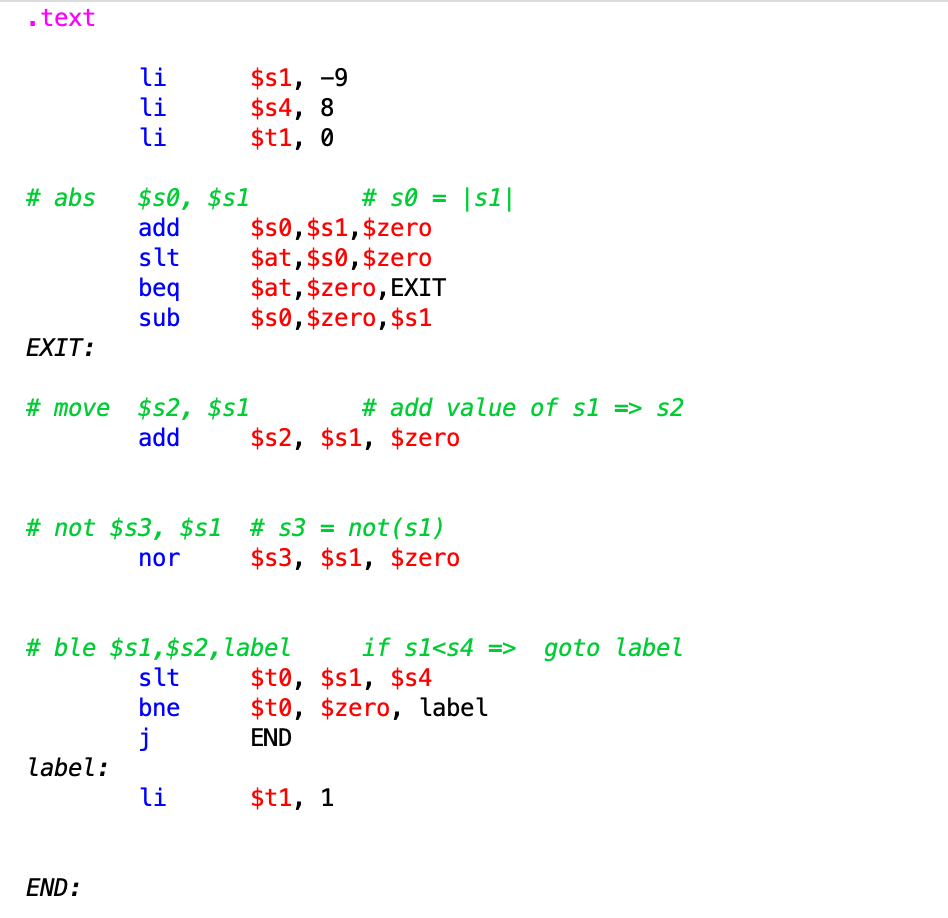 .text
li $s1, -9
li $s4, 8
li $t1, 0
# abs $s0, $s1 # s0 = |s1|
add $s0,$s1,$zero
slt $at,$s0,$zero
beq $at,$zero,EXIT
sub $s0,$zero,$s1
EXIT:
# move $s2, $s1 # add value of s1 => s2
add $s2, $s1, $zero
# not $s3, $s1 # s3 = not(s1)
nor $s3, $s1, $zero
# ble $s1,$s2,label if s1<s4 => goto label
slt $t0, $s1, $s4
bne $t0, $zero, label
j END
label:
li $t1, 1
END: